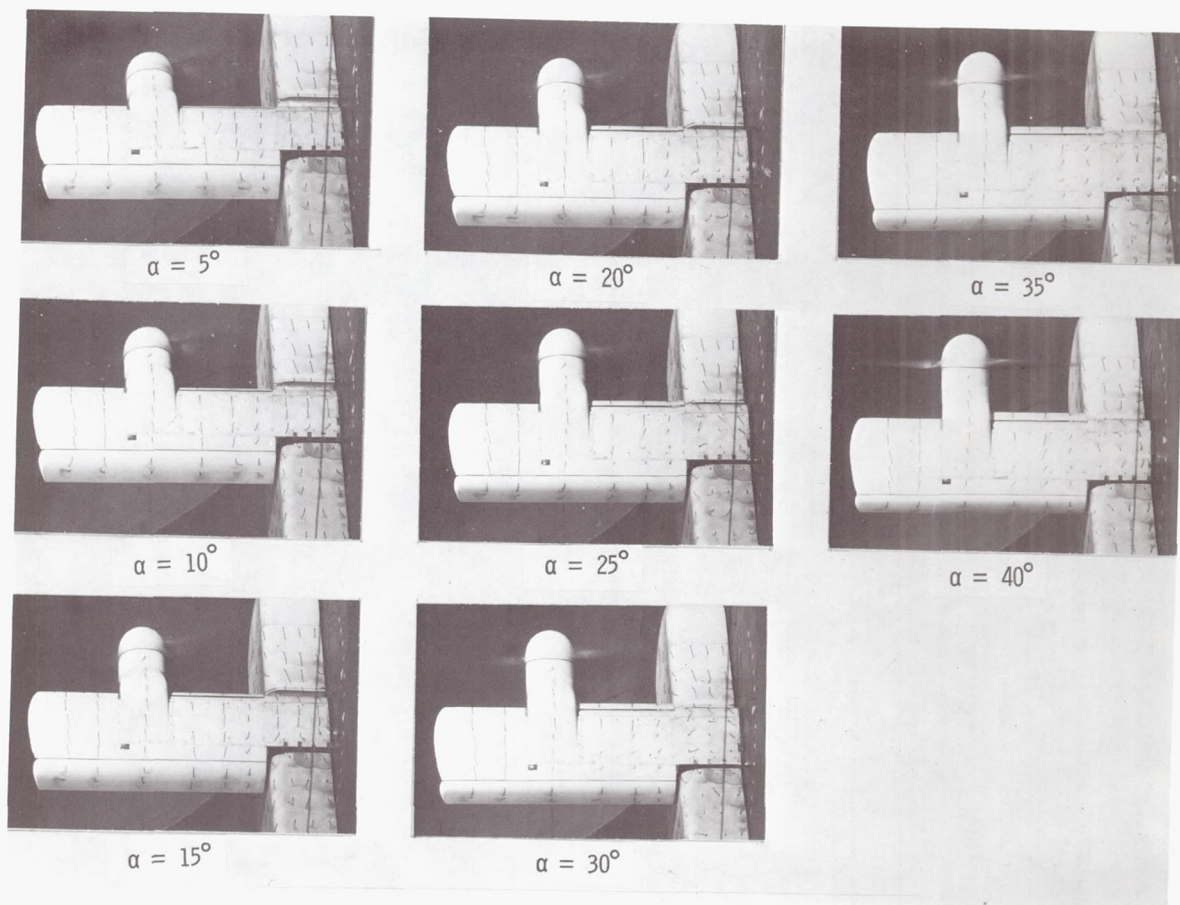 α = 5°
α = 20°
α = 35°
α = 10°
α = 25°
α = 40°
α = 15°
α = 30°